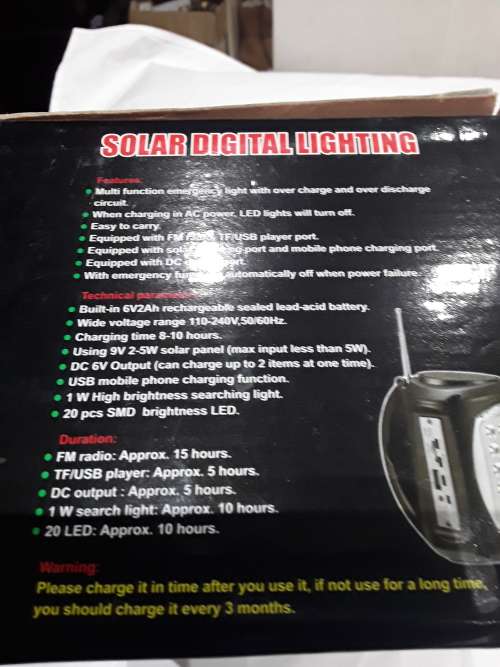 SOLAR DIGITAL LIGHTING
Features:
Multi function emergency light with over charge and over discharge
circuit.
When charging in AC power, LED lights will turn off.
Easy to carry.
Equipped with FM TF/USB player port.
Equipped with port and mobile phone charging port.
Equipped with DC
With emergency automatically off when power failure.
Technical
Built-in 6V2Ah rechargeable sealed lead-acid battery.
Wide voltage range 110-240V,50/60Hz.
Charging time 8-10 hours.
Using 9V 2-5W solar panel (max input less than 5W).
DC 6V Output (can charge up to 2 items at one time).
USB mobile phone charging function.
1 W High brightness searching light.
20 pcs SMD brightness LED.
Duration:
FM radio: Approx. 15 hours.
TF/USB player: Approx. 5 hours.
DC output : Approx. 5 hours.
1 W search light: Approx. 10 hours.
20 LED: Approx. 10 hours.
Warning:
Please charge it in time after you use it, if not use for a long time,
you should charge it every 3 months.